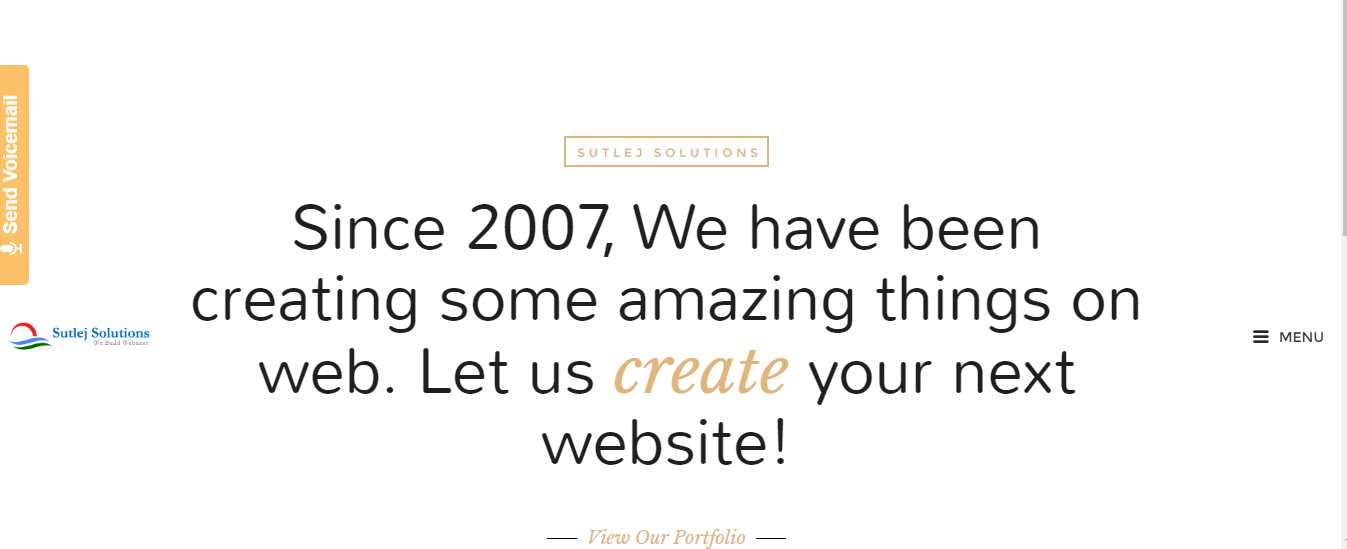 Send Voicemail
SUTLEJ SOLUTIONS
Since 2007, We have been
creating some amazing things on
web. Let us create your next
website!
Sutlej Solutions
We Build Websites
MENU
View Our Portfolio